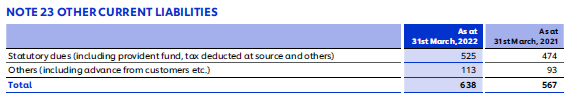 NOTE 23 OTHER CURRENT LIABILITIES
As at As at
31st March, 2022 31st March, 2021
Statutory dues (including provident fund, tax deducted at source and others) 525 474
Others (including advance from customers etc.) 113 93
Total 638 567